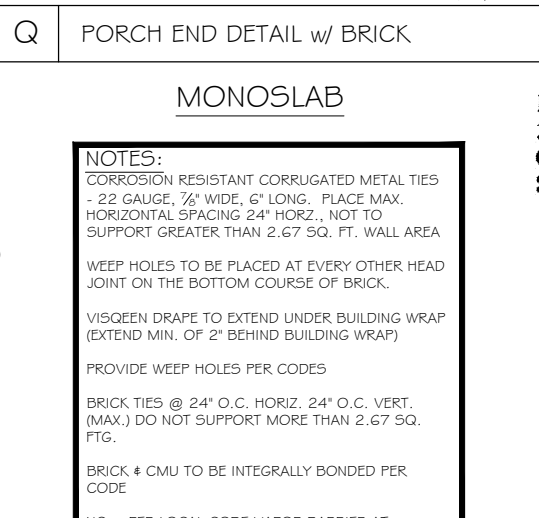 Q PORCH END DETAIL w/ BRICK
MONOSLAB
NOTES:
CORROSION RESISTANT CORRUGATED METAL TIES
- 22 GAUGE, ⅞" WIDE, 6" LONG. PLACE MAX.
HORIZONTAL SPACING 24" HORZ., NOT TO
SUPPORT GREATER THAN 2.67 SQ. FT. WALL AREA
WEEP HOLES TO BE PLACED AT EVERY OTHER HEAD
JOINT ON THE BOTTOM COURSE OF BRICK.
VISQEEN DRAPE TO EXTEND UNDER BUILDING WRAP
(EXTEND MIN. OF 2" BEHIND BUILDING WRAP)
PROVIDE WEEP HOLES PER CODES
BRICK TIES @ 24" O.C. HORIZ. 24" O.C. VERT.
(MAX.) DO NOT SUPPORT MORE THAN 2.67 SQ.
FTG.
BRICK & CMU TO BE INTEGRALLY BONDED PER
CODE